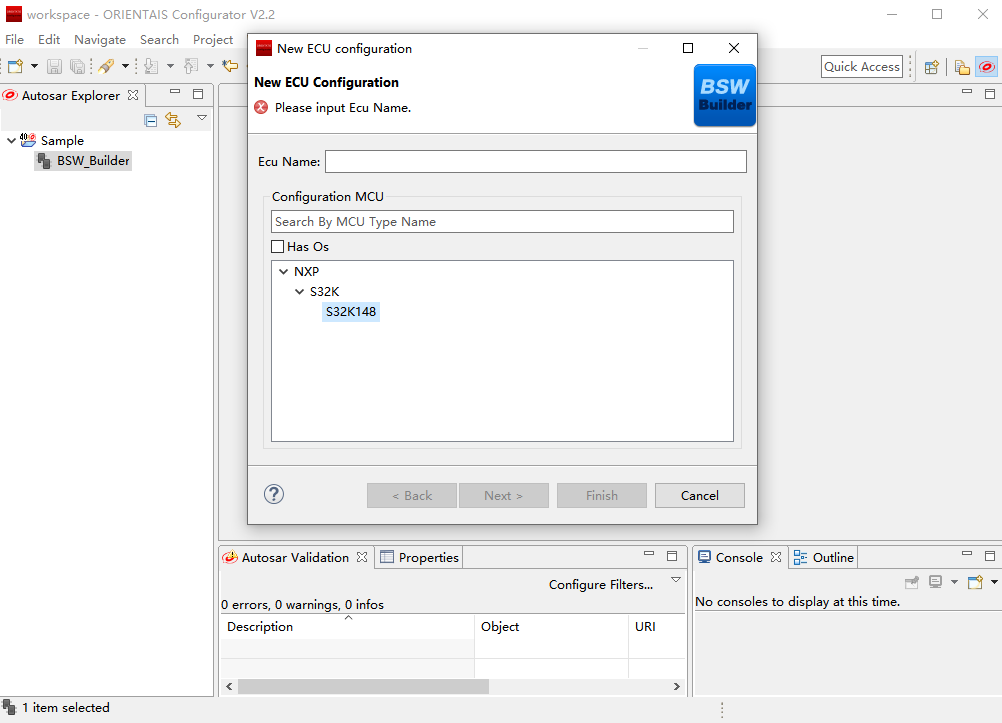 workspace - ORIENTAIS Configurator V2.2
File Edit Navigate Search Project
Quick Access
Autosar Explorer
Sample
BSW_Builder
New ECU configuration
New ECU Configuration
Please input Ecu Name.
BSW
Builder
Ecu Name:
Configuration MCU
Search By MCU Type Name
Has Os
NXP
S32K
S32K148
?
< Back
Next >
Finish
Cancel
Autosar Validation
Properties
Configure Filters...
0 errors, 0 warnings, 0 infos
Description Object URI
Console
Outline
No consoles to display at this time.
1 item selected